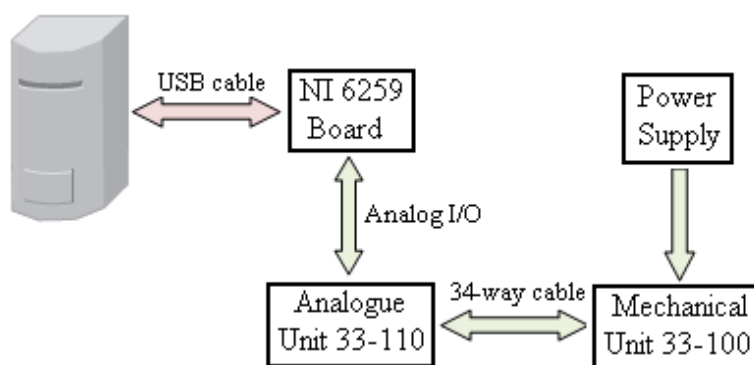 USB cable
NI 6259
Board
Power
Supply
Analog I/O
Analogue
Unit 33-110
34-way cable
Mechanical
Unit 33-100